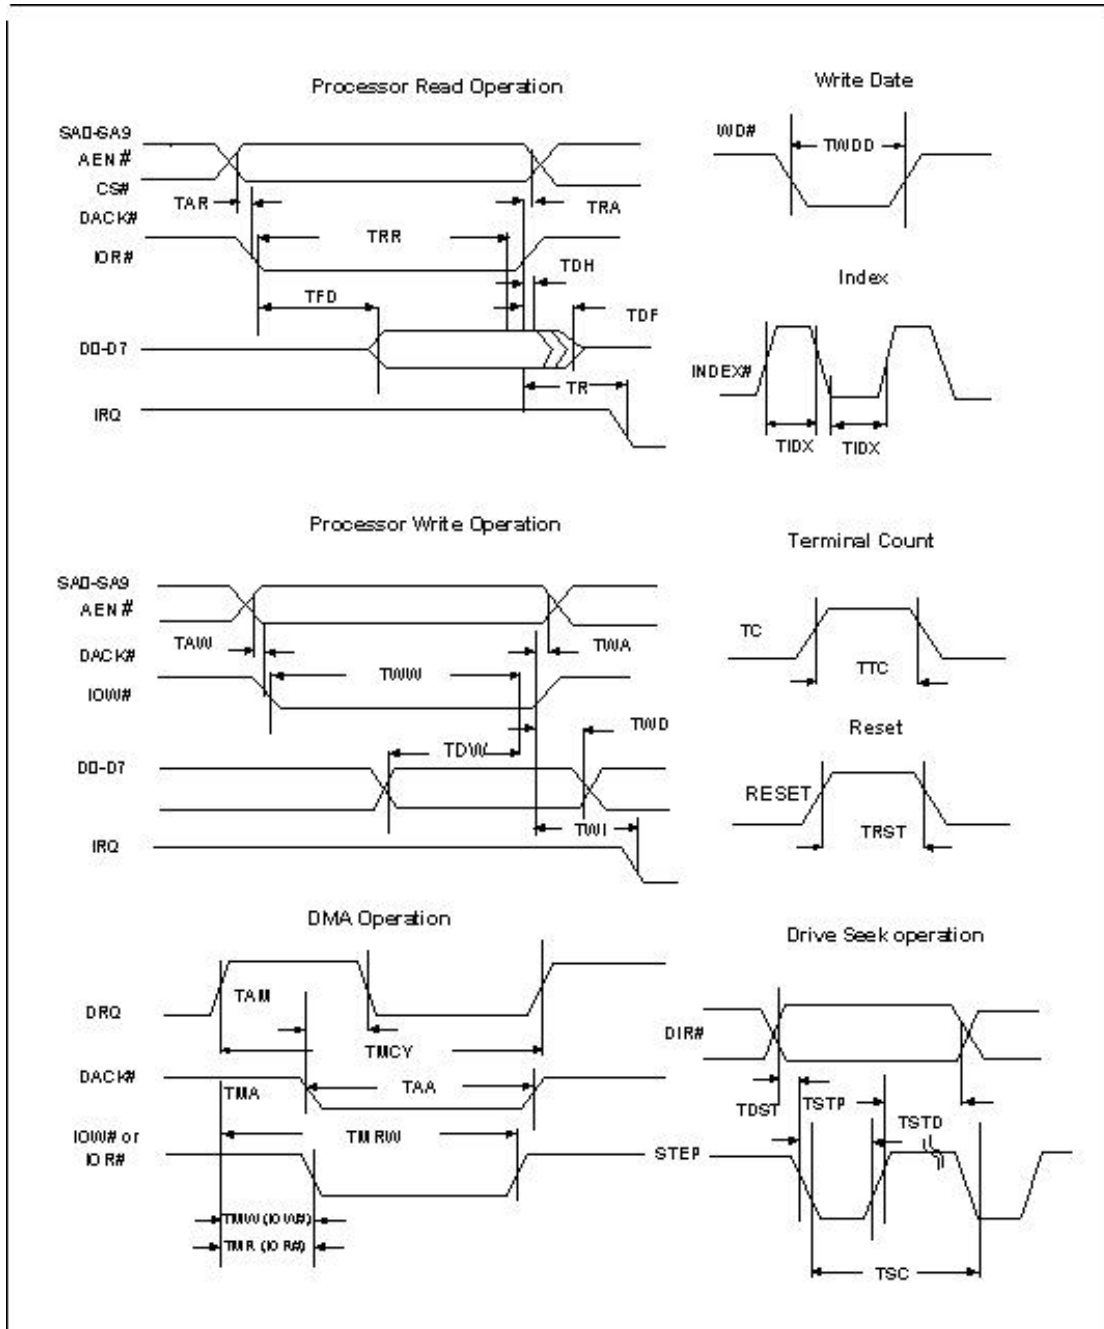 Processor Read Operation
SA0-SA9
AEN#
CS#
TAR
TRA
DACK#
TRR
IOR#
TDH
TFD
TDF
D0-D7
TR
IRQ
Write Date
WD#
TWDD
Index
INDEX#
TIDX
TIDX
Processor Write Operation
SA0-SA9
AEN#
TAW
TWA
DACK#
TWW
IOW#
TWD
TDW
D0-D7
TWI
IRQ
Terminal Count
TC
TTC
Reset
RESET
TRST
DMA Operation
TAM
DRQ
TMCY
DACK#
TMA
TAA
IOW# or
IOR#
TMRW
TMW (IOW#)
TMR (IOR#)
Drive Seek operation
DIR#
TDST
TSTP
TSTD
STEP
TSC